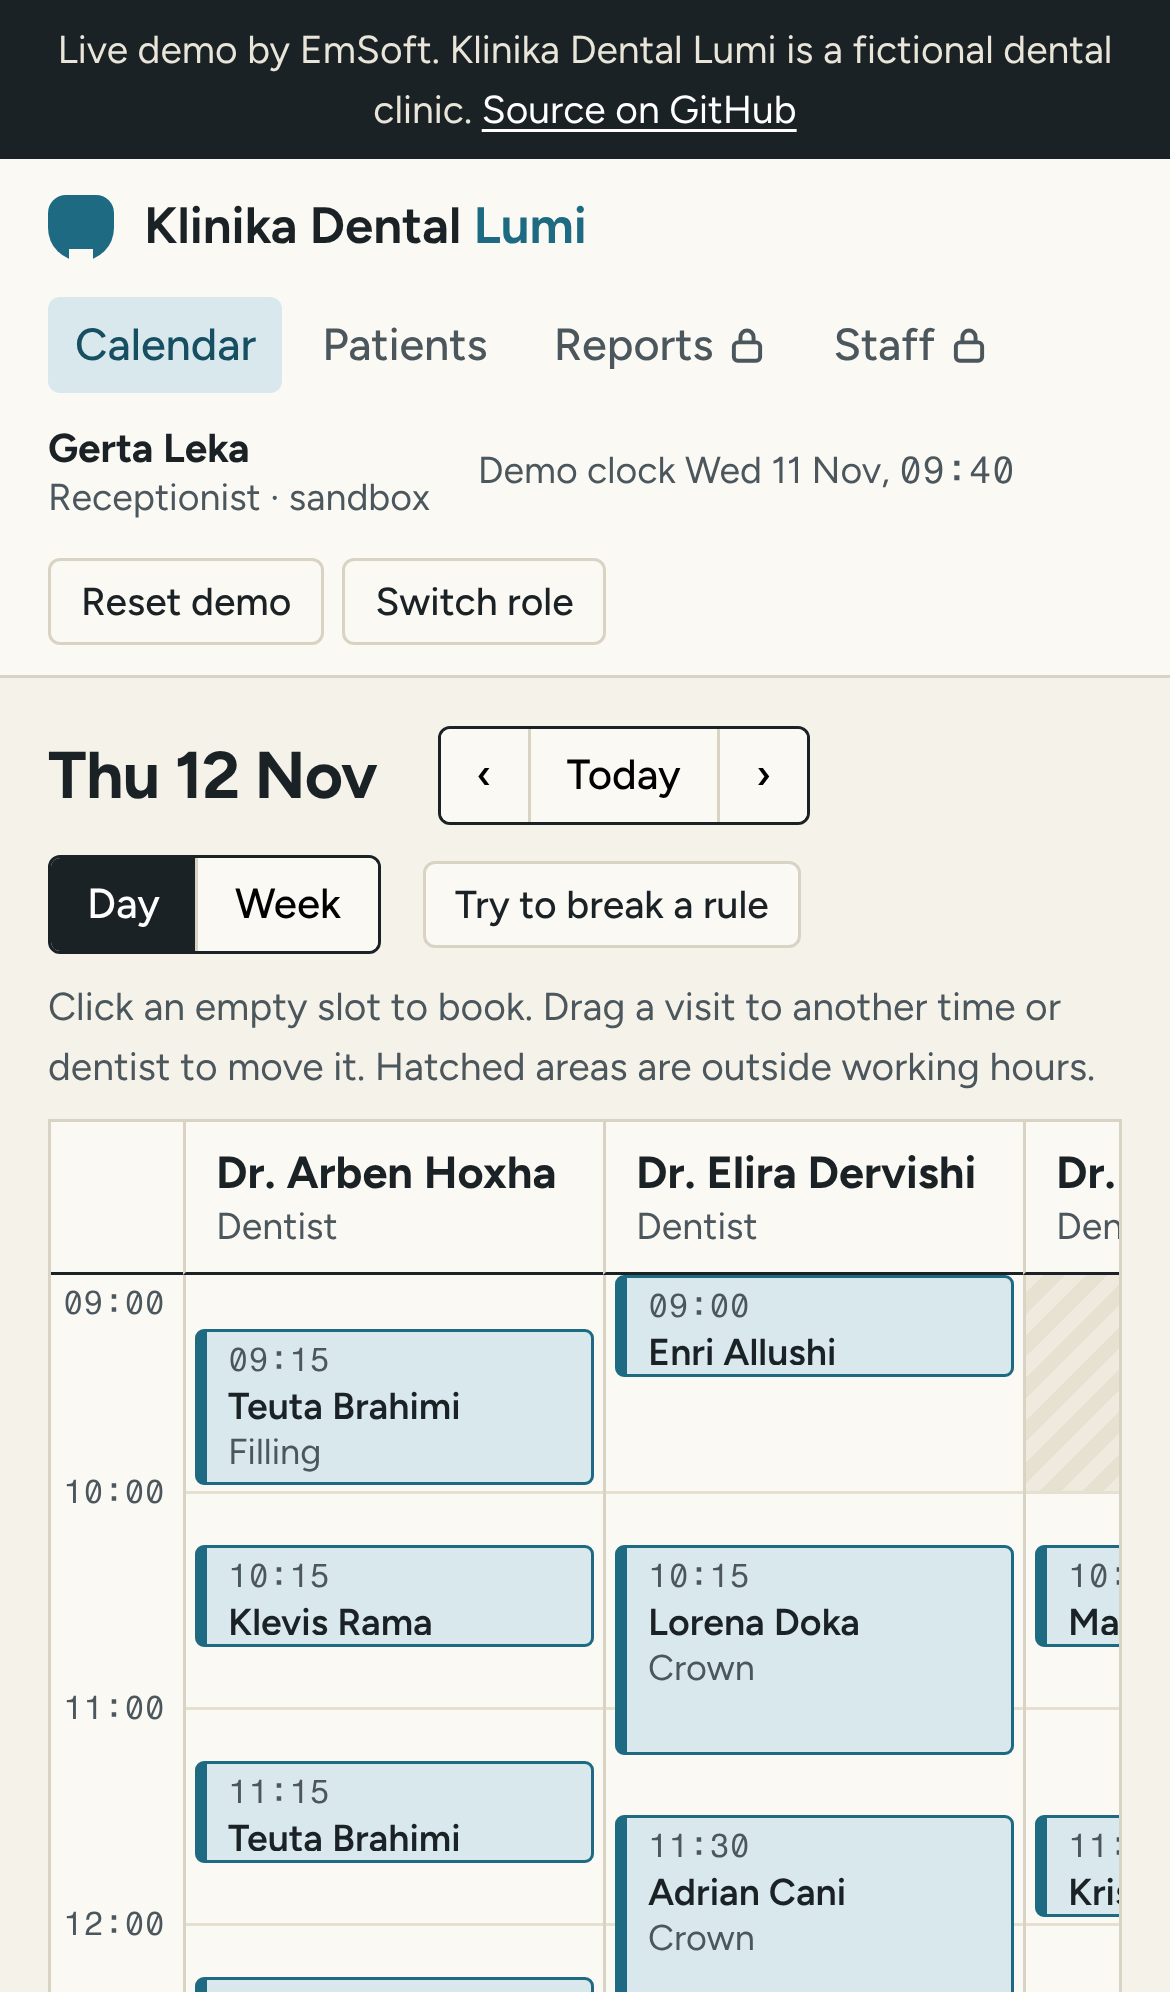 Live demo by EmSoft. Klinika Dental Lumi is a fictional dental
clinic. Source on GitHub
Klinika Dental Lumi
Calendar Patients Reports Staff
Gerta Leka
Receptionist · sandbox
Demo clock Wed 11 Nov, 09:40
Reset demo Switch role
Thu 12 Nov ‹ Today ›
Day Week Try to break a rule
Click an empty slot to book. Drag a visit to another time or
dentist to move it. Hatched areas are outside working hours.
Dr. Arben Hoxha Dr. Elira Dervishi Dr.
Dentist Dentist
09:00
09:00
Enri Allushi
09:15
Teuta Brahimi
Filling
10:00
10:15
Klevis Rama
10:15
Lorena Doka
Crown
11:00
11:15
Teuta Brahimi
11:30
Adrian Cani
Crown
12:00